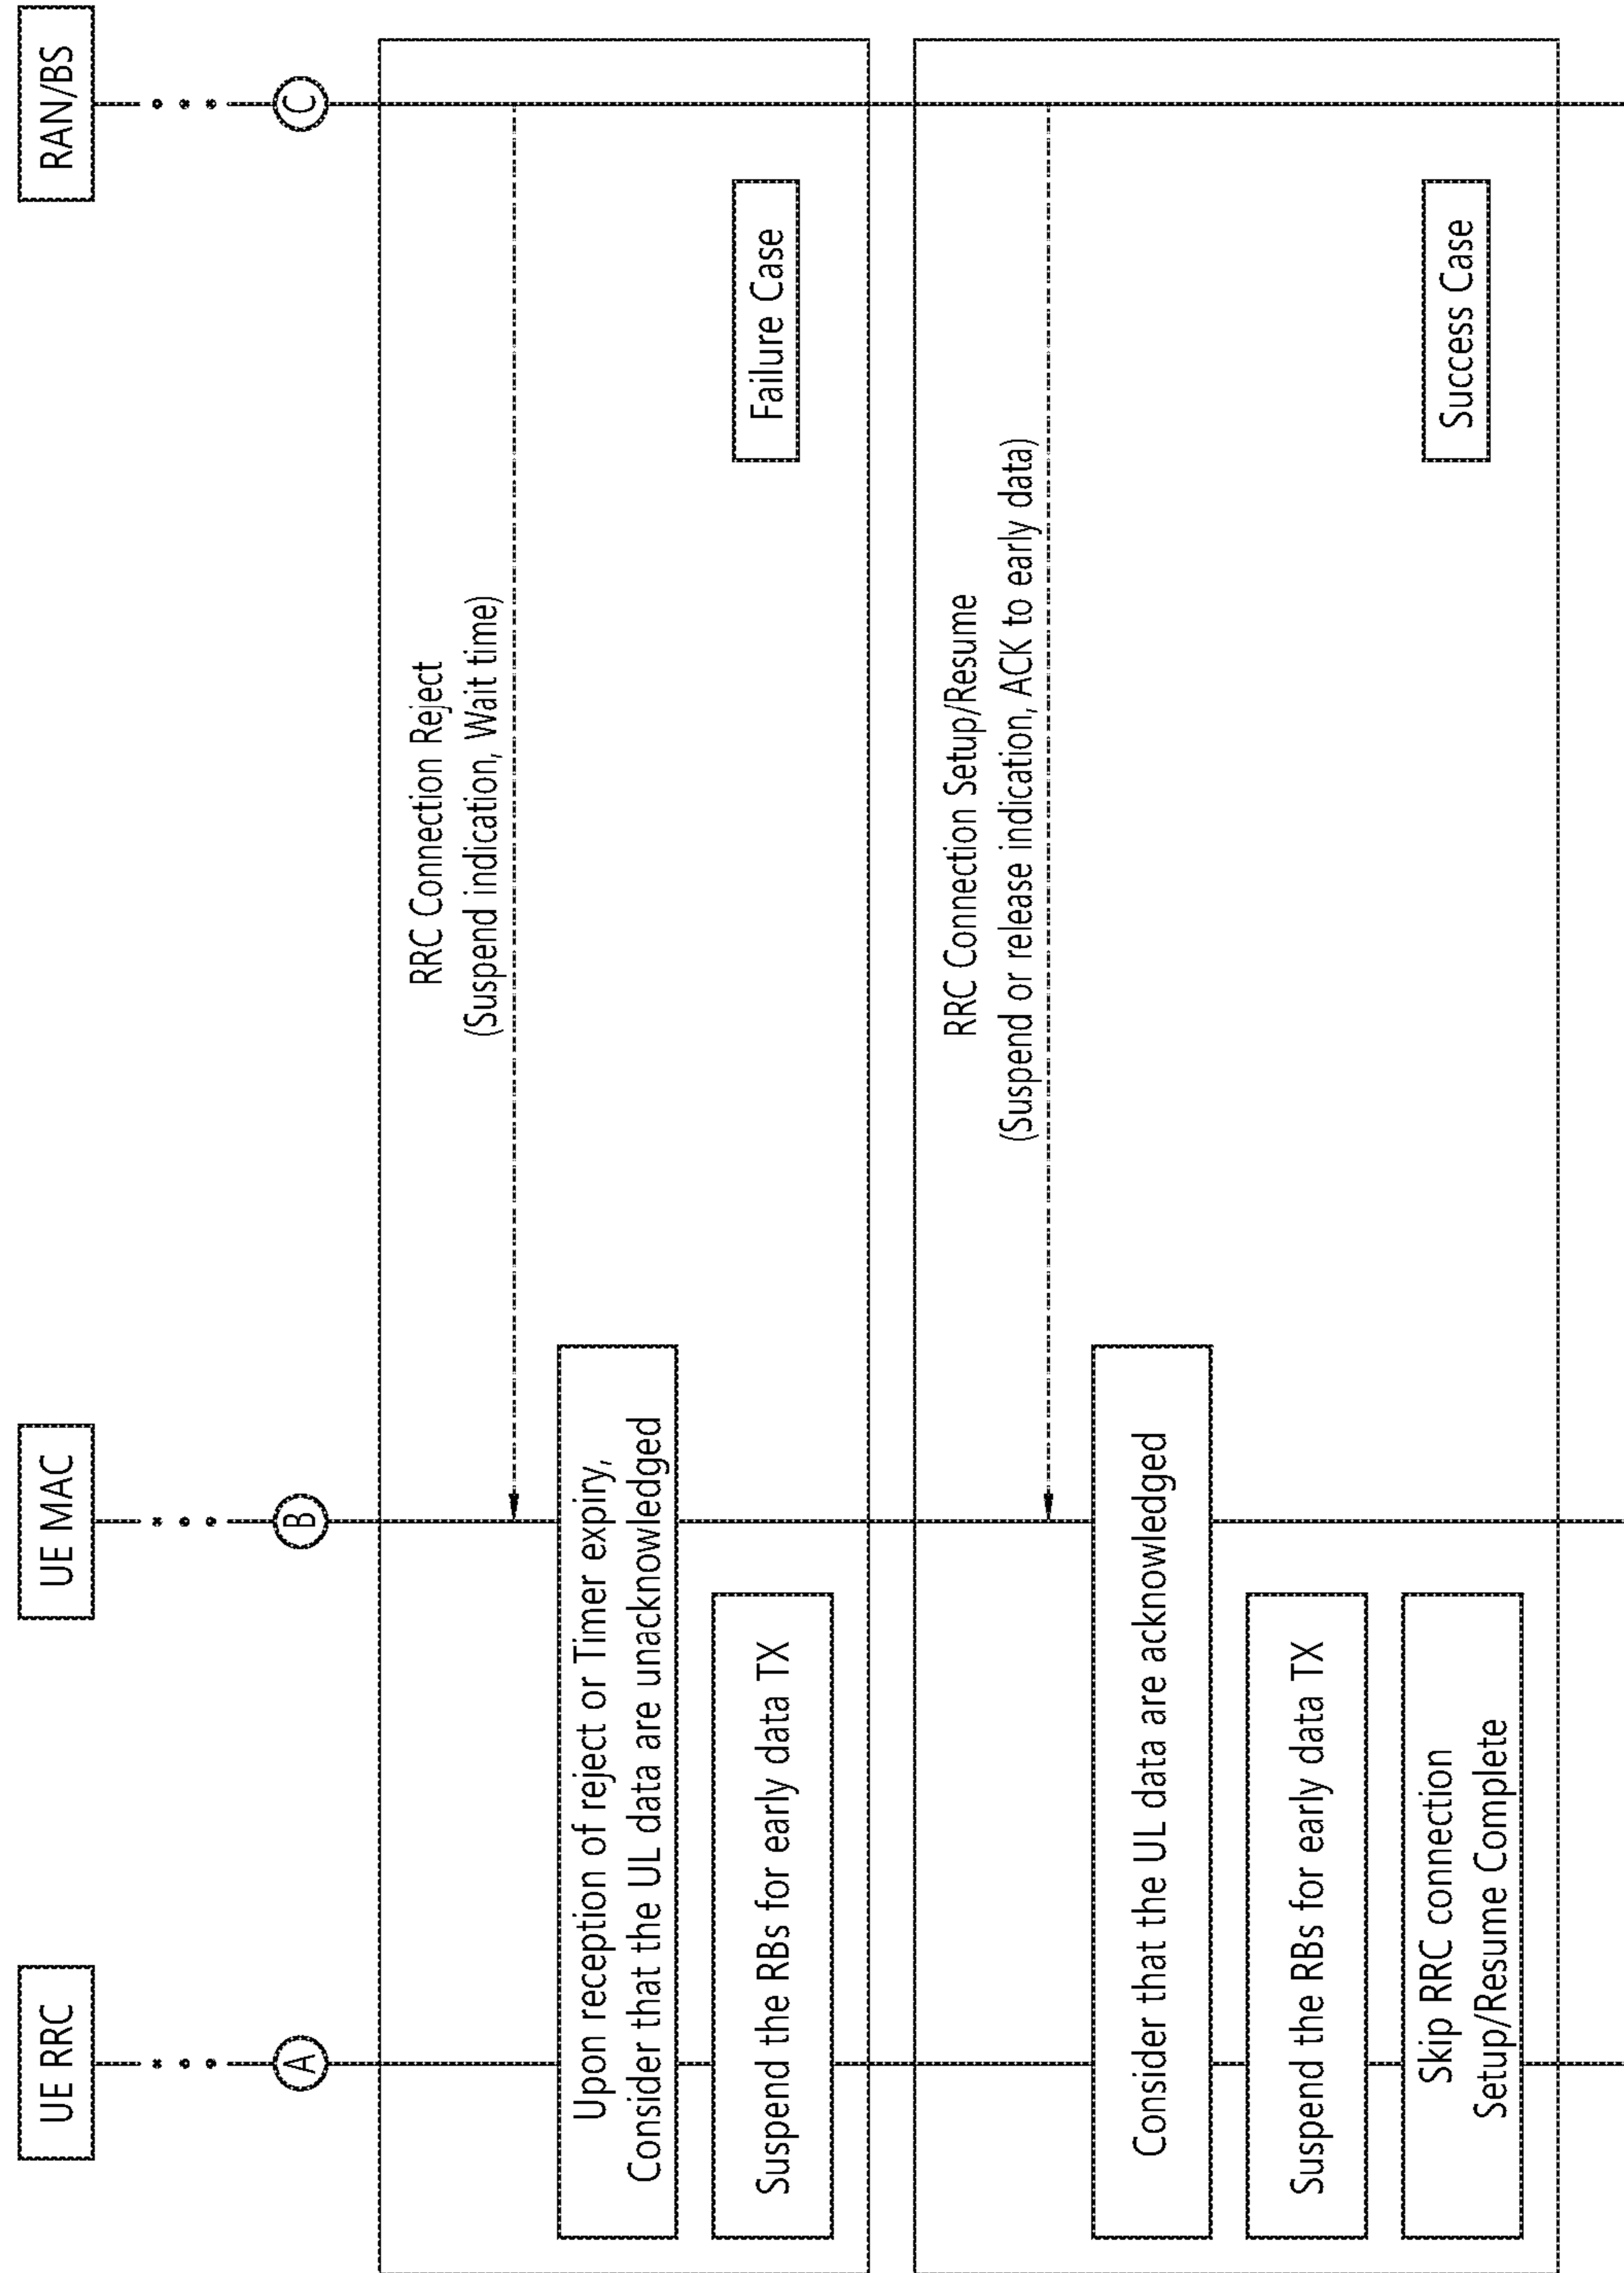 UE RRC
UE MAC
RAN/BS
A
B
C
RRC Connection Reject
(Suspend indication, Wait time)
Upon reception of reject or Timer expiry,
Consider that the UL data are unacknowledged
Suspend the RBs for early data TX
Failure Case
RRC Connection Setup/Resume
(Suspend or release indication, ACK to early data)
Consider that the UL data are acknowledged
Suspend the RBs for early data TX
Skip RRC connection
Setup/Resume Complete
Success Case